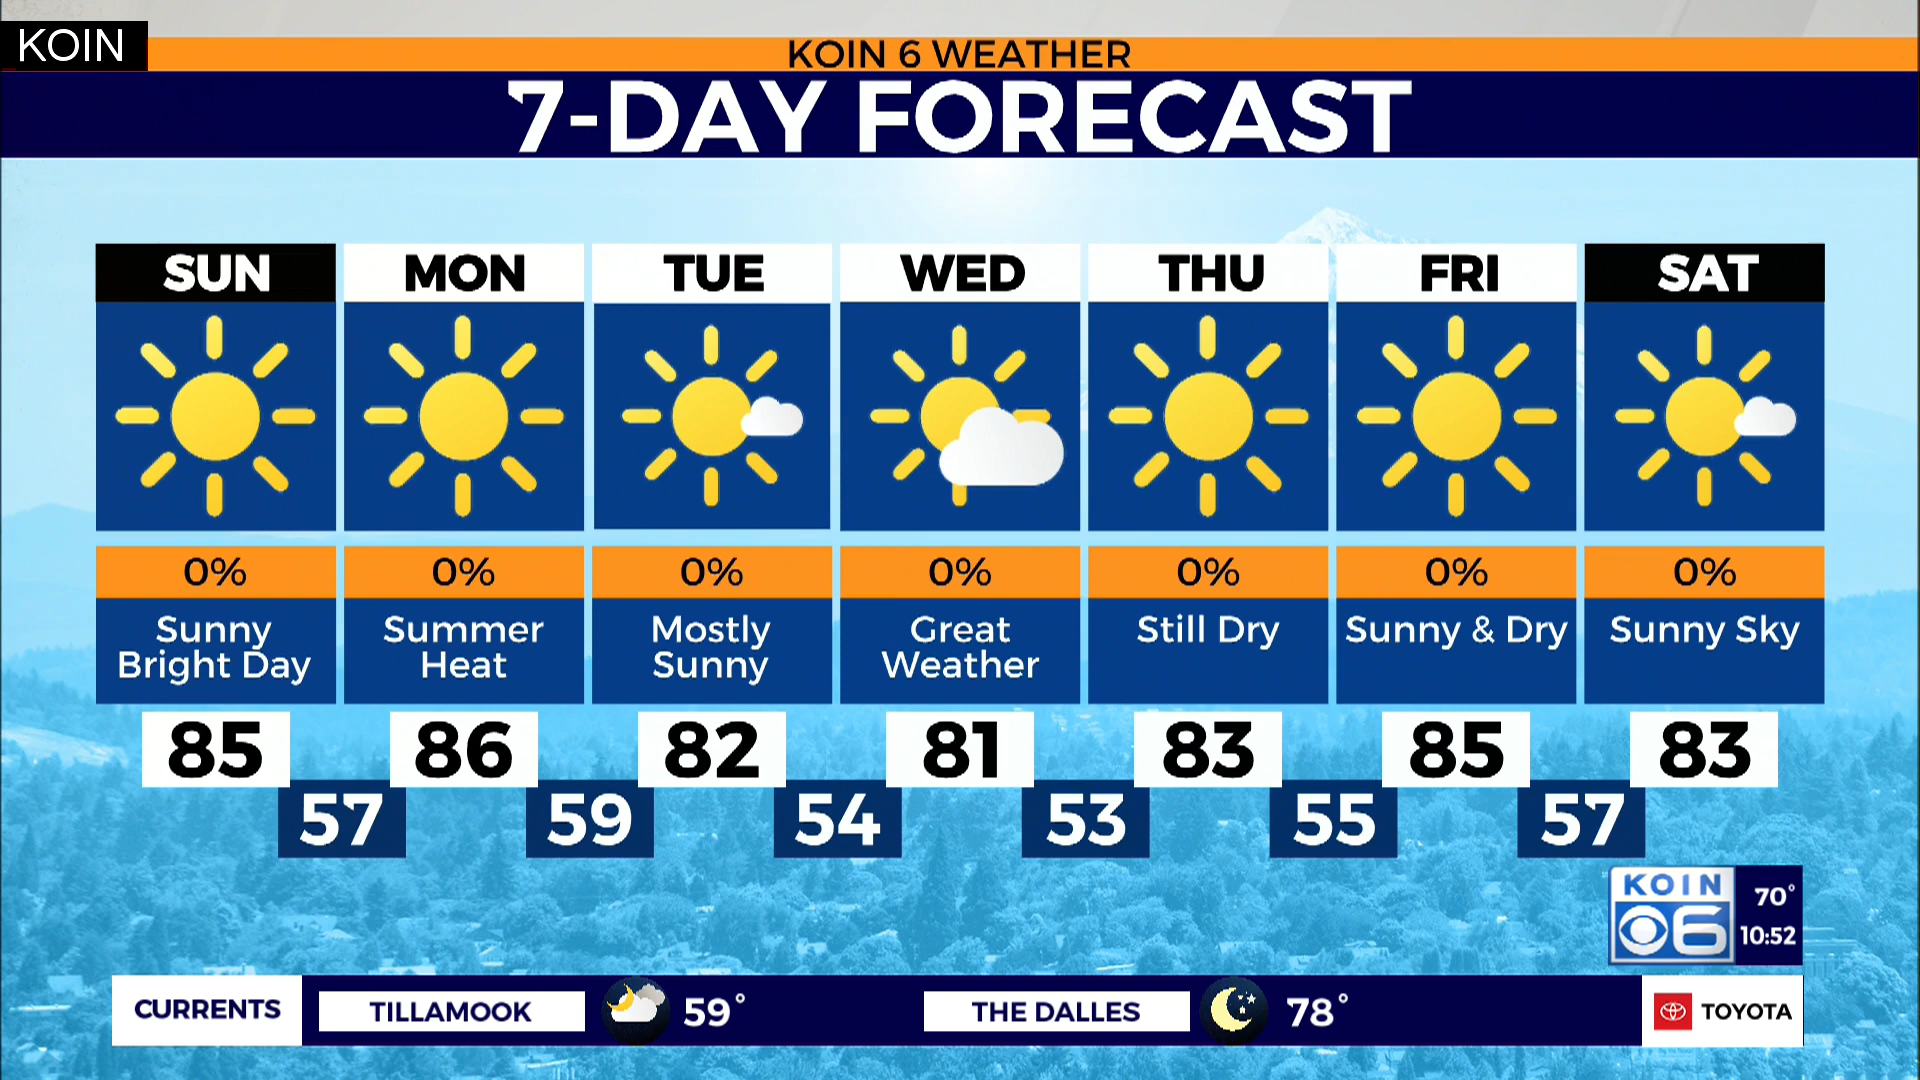 KOIN
KOIN 6 WEATHER
7-DAY FORECAST
SUN MON TUE WED THU FRI SAT
0% 0% 0% 0% 0% 0% 0%
Sunny Summer Mostly Great Still Dry Sunny & Dry Sunny Sky
Bright Day Heat Sunny Weather
85 86 82 81 83 85 83
57 59 54 53 55 57
KOIN 70°
6 10:52
CURRENTS TILLAMOOK 59° THE DALLES 78° TOYOTA